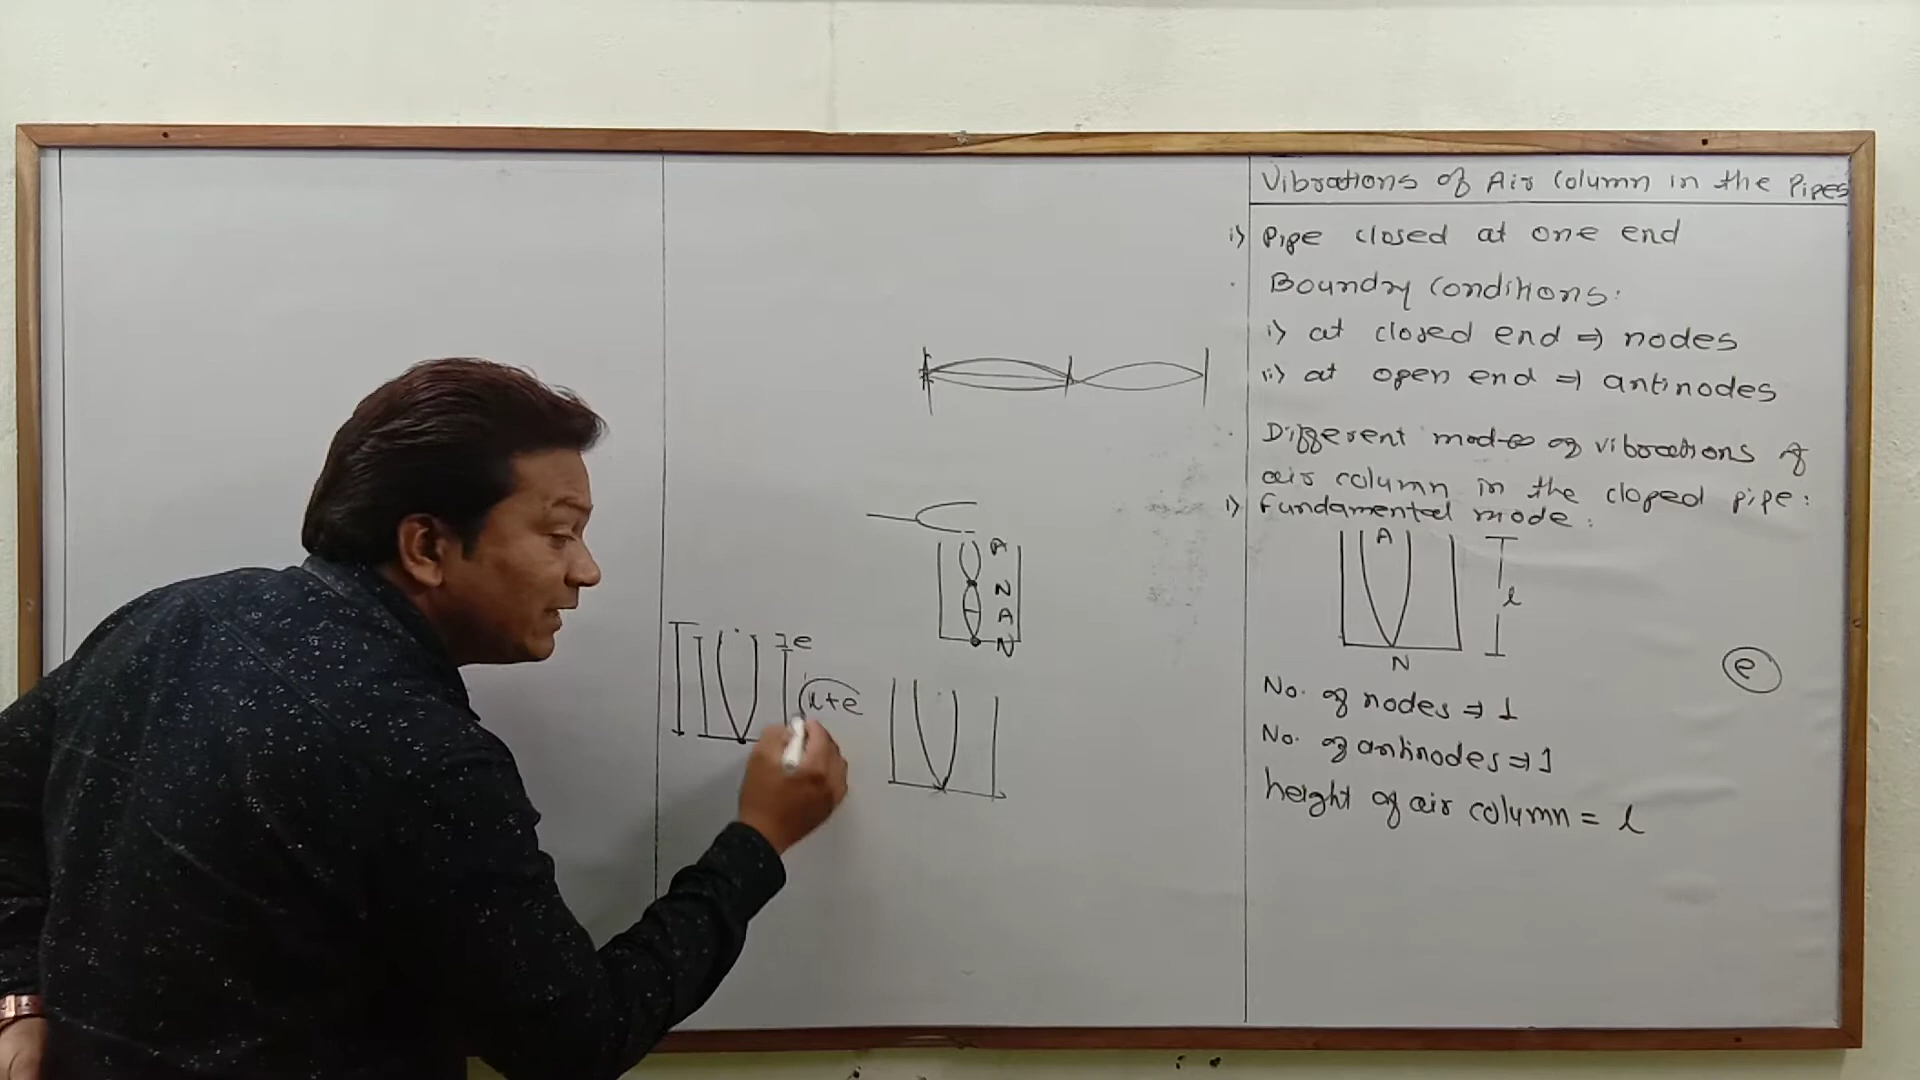 Vibrations of Air Column in the Pipes
i) Pipe closed at one end
· Boundry Conditions:
i) at closed end ⇒ nodes
ii) at open end ⇒ antinodes
· Different modes of vibrations of
air column in the cloped pipe:
i) Fundamental mode:
A
l
N
e
No. of nodes ⇒ 1
No. of antinodes ⇒ 1
height of air column = l
A
N
A
N
e
l+e